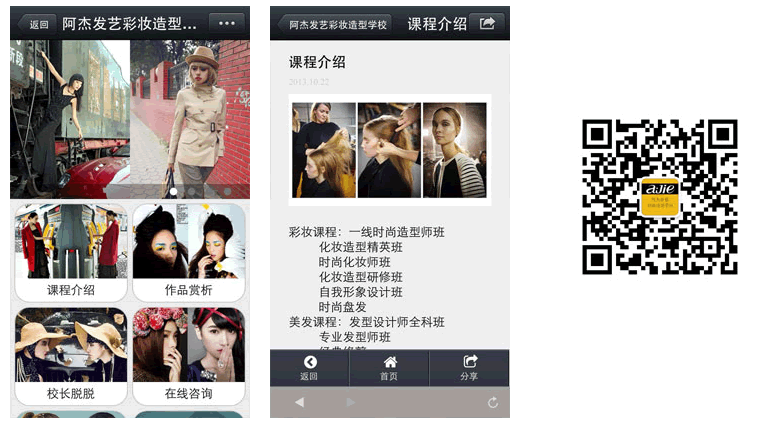 返回
阿杰发艺彩妆造型...
课程介绍
作品赏析
校长脱脱
在线咨询
阿杰发艺彩妆造型学校
课程介绍
课程介绍
2013.10.22
彩妆课程：一线时尚造型师班
化妆造型精英班
时尚化妆师班
化妆造型研修班
自我形象设计班
时尚盘发
美发课程：发型设计师全科班
专业发型师班
返回
首页
分享
aJie